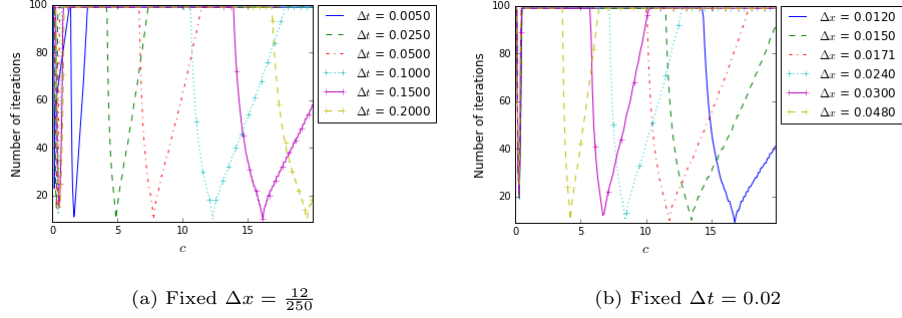 100
80
60
40
20
Number of iterations
0
5
10
15
c
Δt = 0.0050
Δt = 0.0250
Δt = 0.0500
Δt = 0.1000
Δt = 0.1500
Δt = 0.2000
(a) Fixed Δx = 12/250
100
80
60
40
20
Number of iterations
0
5
10
15
c
Δx = 0.0120
Δx = 0.0150
Δx = 0.0171
Δx = 0.0240
Δx = 0.0300
Δx = 0.0480
(b) Fixed Δt = 0.02